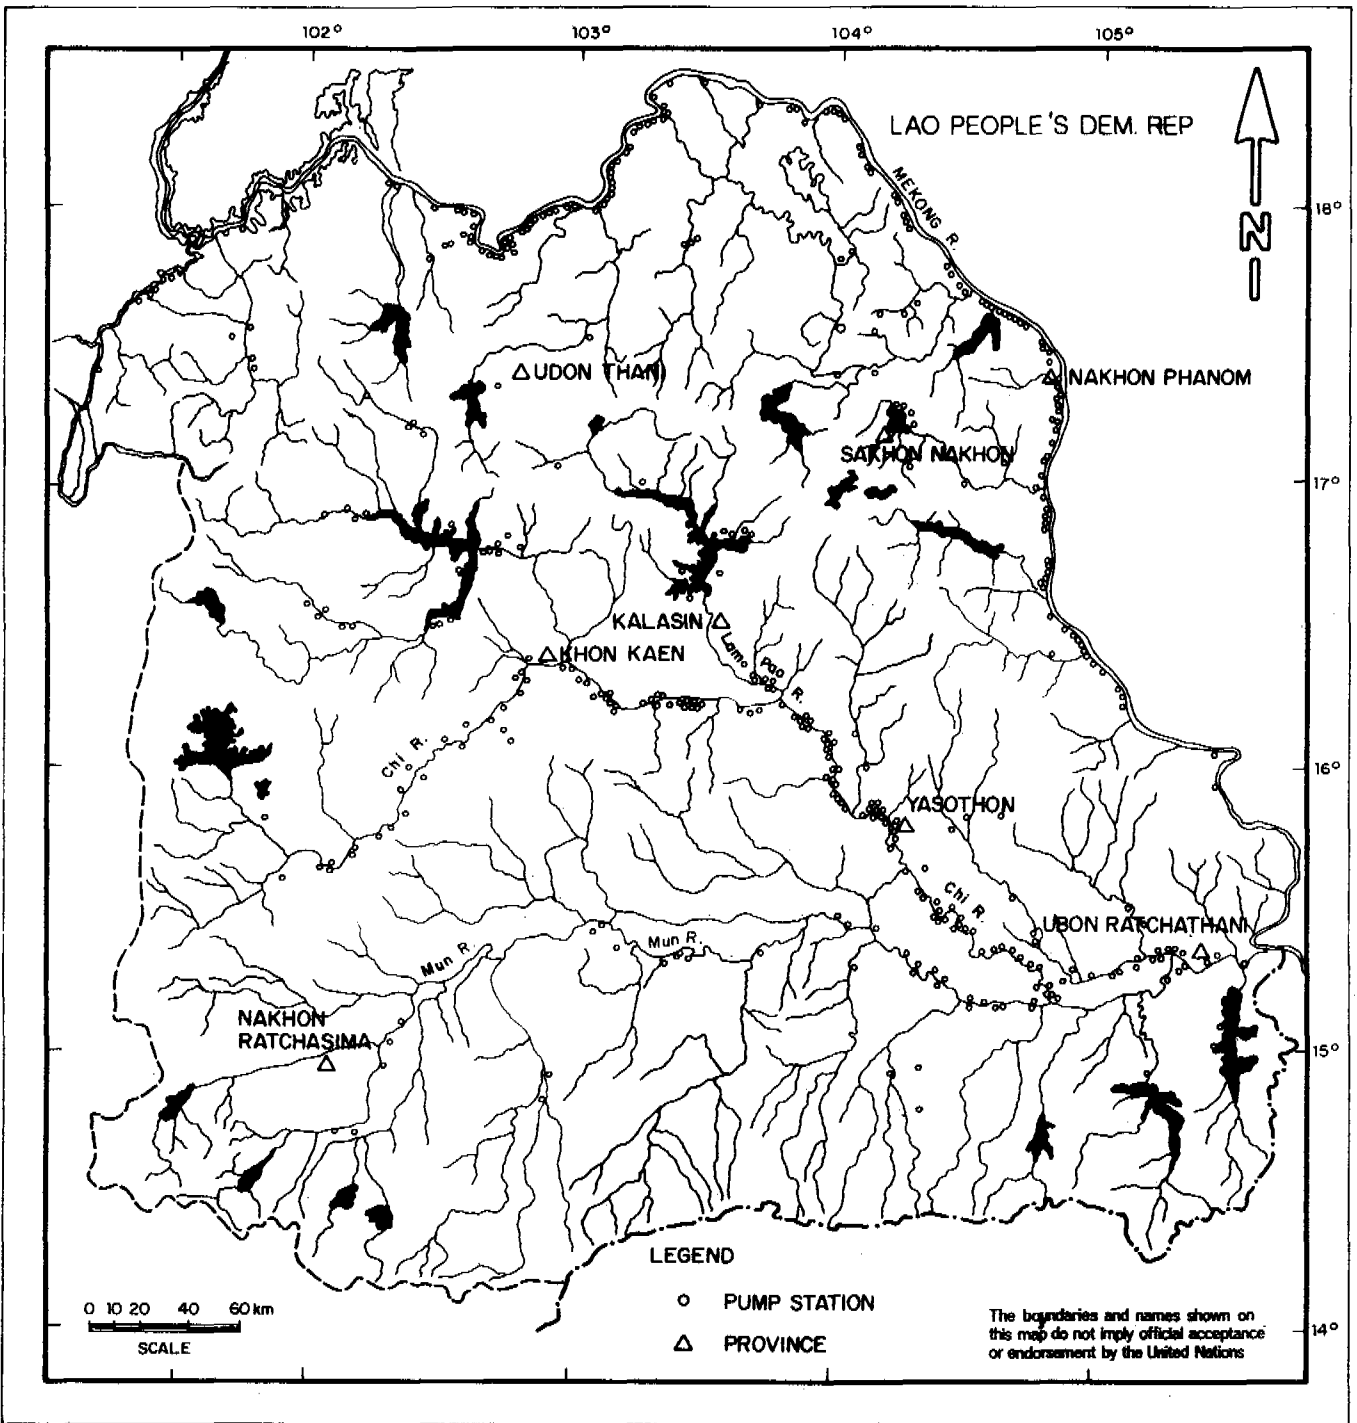 102° 103° 104° 105°
LAO PEOPLE'S DEM. REP
MEKONG R.
18°
UDON THANI
NAKHON PHANOM
SAKHON NAKHON
17°
KALASIN
Lam Pao R.
KHON KAEN
Chi R.
16°
YASOTHON
Chi R.
UBON RATCHATHANI
Mun R.
Mun R.
NAKHON
RATCHASIMA
15°
LEGEND
PUMP STATION
PROVINCE
0 10 20 40 60 km
SCALE
The boundaries and names shown on
this map do not imply official acceptance
or endorsement by the United Nations
14°
N